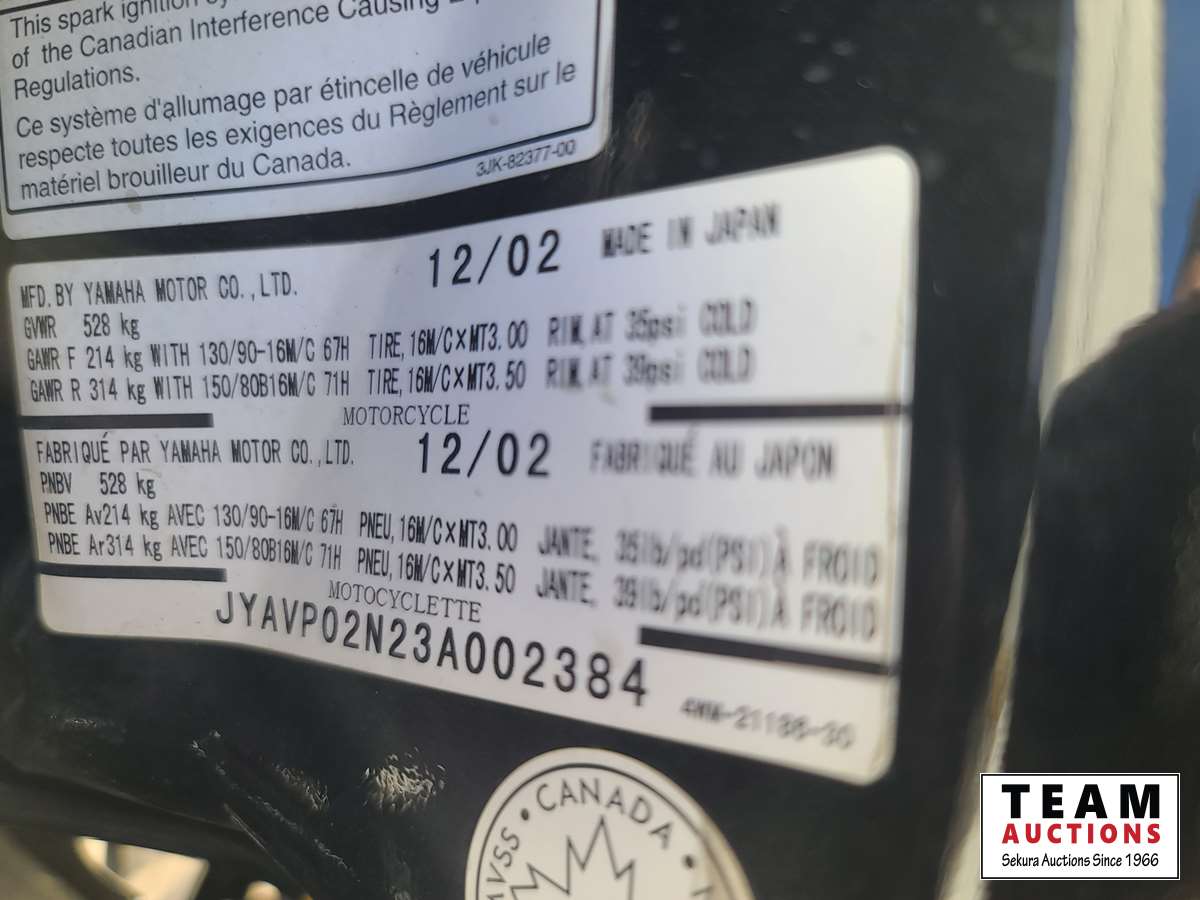 This spark ignition
of the Canadian Interference Causing
Regulations.
Ce système d'allumage par étincelle de véhicule
respecte toutes les exigences du Règlement sur le
matériel brouilleur du Canada.
3JK-82377-00
MFD. BY YAMAHA MOTOR CO., LTD. 12/02 MADE IN JAPAN
GVWR 528 kg
GAWR F 214 kg WITH 130/90-16M/C 67H TIRE, 16M/C×MT3.00 RIM, AT 35psi COLD
GAWR R 314 kg WITH 150/80B16M/C 71H TIRE, 16M/C×MT3.50 RIM, AT 39psi COLD
MOTORCYCLE
FABRIQUÉ PAR YAMAHA MOTOR CO., LTD. 12/02 FABRIQUÉ AU JAPON
PNBV 528 kg
PNBE Av214 kg AVEC 130/90-16M/C 67H PNEU, 16M/C×MT3.00 JANTE, 35lb/pd(PSI)À FROID
PNBE Ar314 kg AVEC 150/80B16M/C 71H PNEU, 16M/C×MT3.50 JANTE, 39lb/pd(PSI)À FROID
MOTOCYCLETTE
JYAVP02N23A002384
4WM-21186-30
CANADA
TEAM
AUCTIONS
Sekura Auctions Since 1966